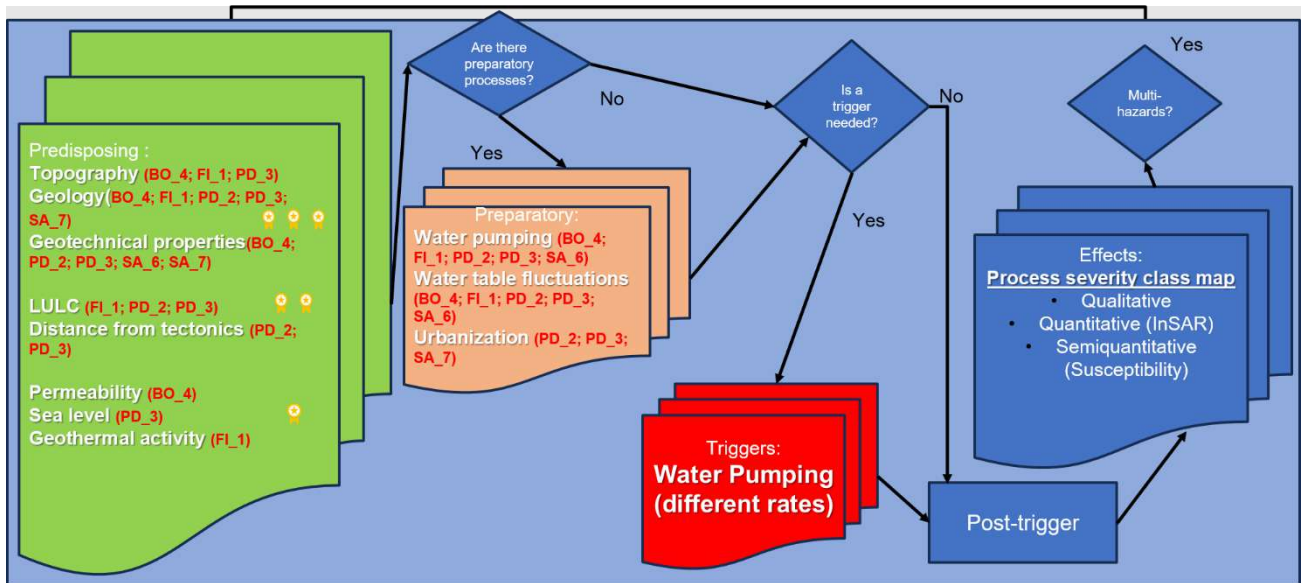 Predisposing :
Topography (BO_4; FI_1; PD_3)
Geology(BO_4; FI_1; PD_2; PD_3;
SA_7)
Geotechnical properties(BO_4;
PD_2; PD_3; SA_6; SA_7)
LULC (FI_1; PD_2; PD_3)
Distance from tectonics (PD_2;
PD_3)
Permeability (BO_4)
Sea level (PD_3)
Geothermal activity (FI_1)
Are there
preparatory
processes?
No
Yes
Preparatory:
Water pumping (BO_4;
FI_1; PD_2; PD_3; SA_6)
Water table fluctuations
(BO_4; FI_1; PD_2; PD_3;
SA_6)
Urbanization (PD_2; PD_3;
SA_7)
Is a
trigger
needed?
No
Yes
Triggers:
Water Pumping
(different rates)
Post-trigger
Effects:
Process severity class map
• Qualitative
• Quantitative (InSAR)
• Semiquantitative
(Susceptibility)
Multi-
hazards?
Yes